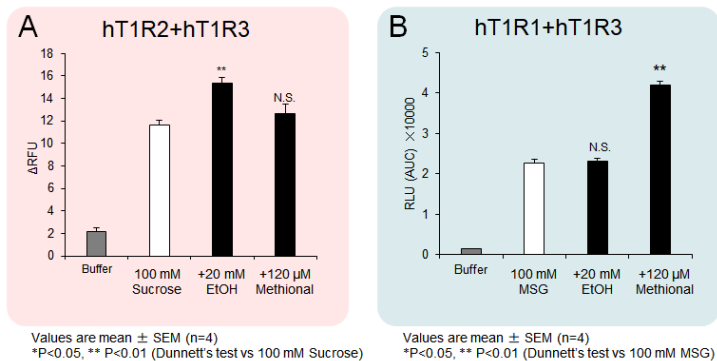 A
hT1R2+hT1R3
18
16
14
12
10
8
6
4
2
0
ΔRFU
**
N.S.
Buffer
100 mM
Sucrose
+20 mM
EtOH
+120 μM
Methional
Values are mean ± SEM (n=4)
*P<0.05, ** P<0.01 (Dunnett's test vs 100 mM Sucrose)
B
hT1R1+hT1R3
5
4
3
2
1
0
RLU (AUC) ×10000
N.S.
**
Buffer
100 mM
MSG
+20 mM
EtOH
+120 μM
Methional
Values are mean ± SEM (n=4)
*P<0.05, ** P<0.01 (Dunnett's test vs 100 mM MSG)